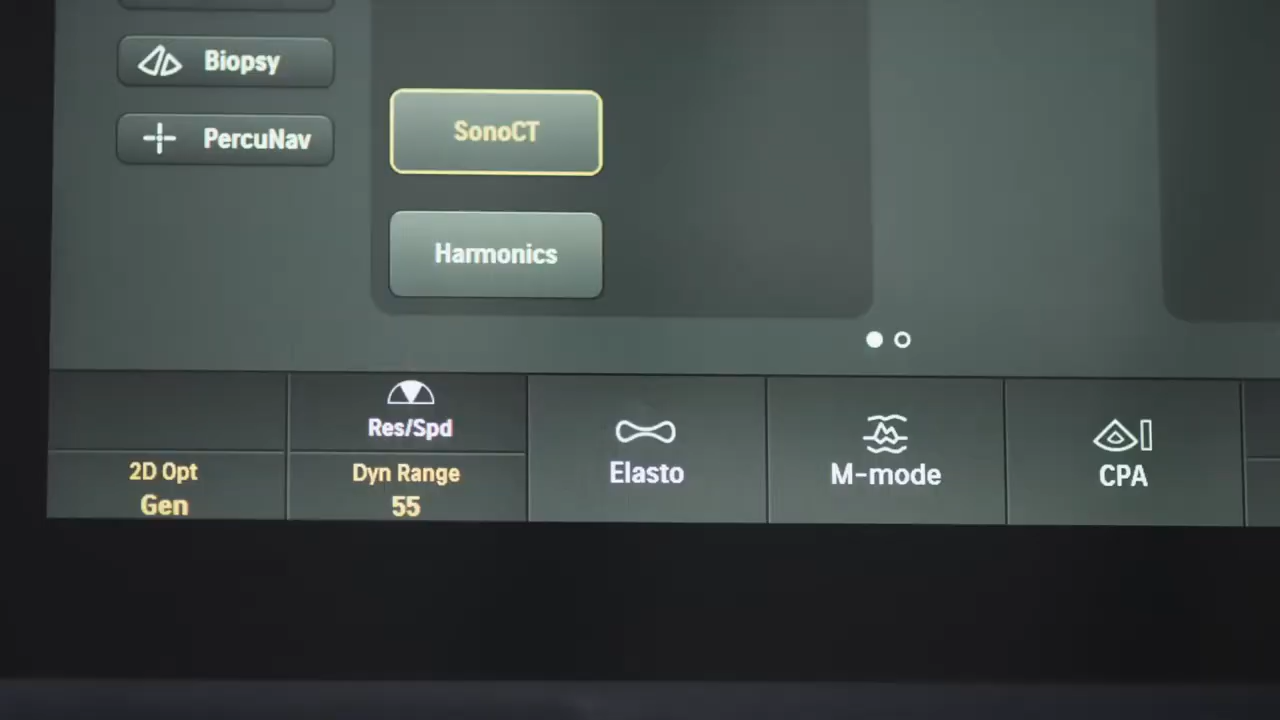 Biopsy
PercuNav
SonoCT
Harmonics
Res/Spd
2D Opt
Gen
Dyn Range
55
Elasto
M-mode
CPA